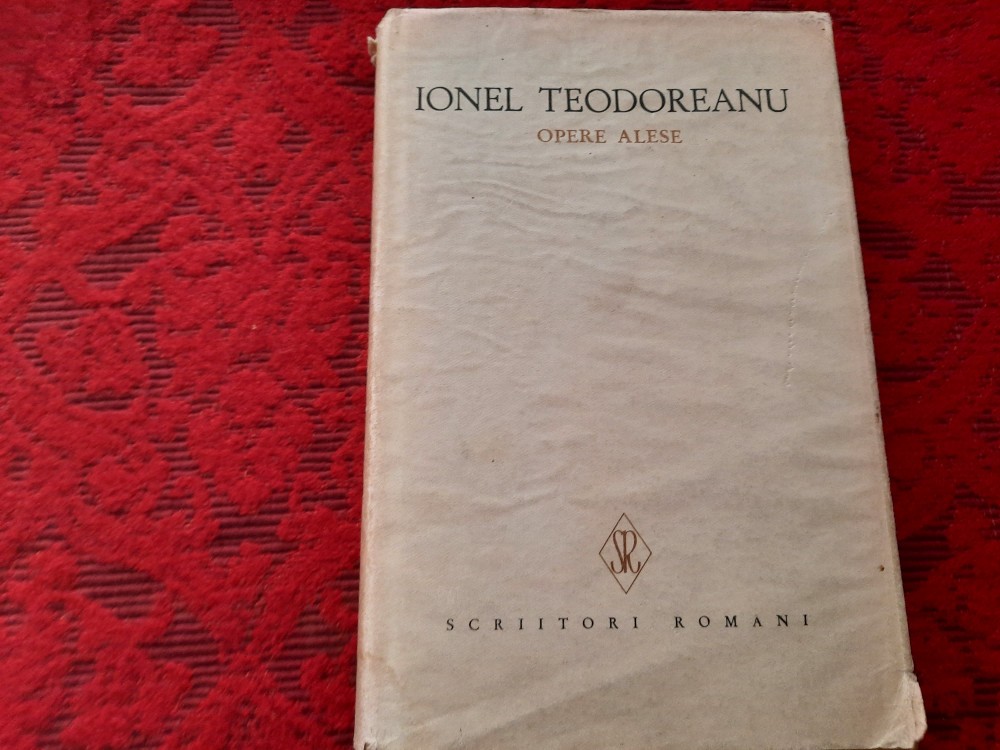 IONEL TEODOREANU
OPERE ALESE
SR
SCRIITORI ROMANI